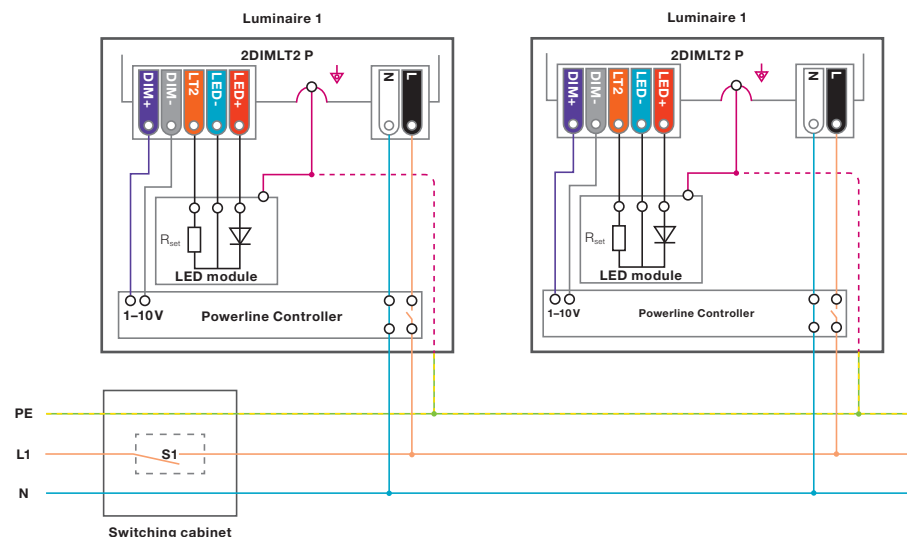 Luminaire 1
2DIMLT2 P
DIM+
DIM-
LT2
LED-
LED+
N
L
Rset
LED module
1–10V
Powerline Controller
Luminaire 1
2DIMLT2 P
DIM+
DIM-
LT2
LED-
LED+
N
L
Rset
LED module
1–10V
Powerline Controller
PE
L1
S1
N
Switching cabinet